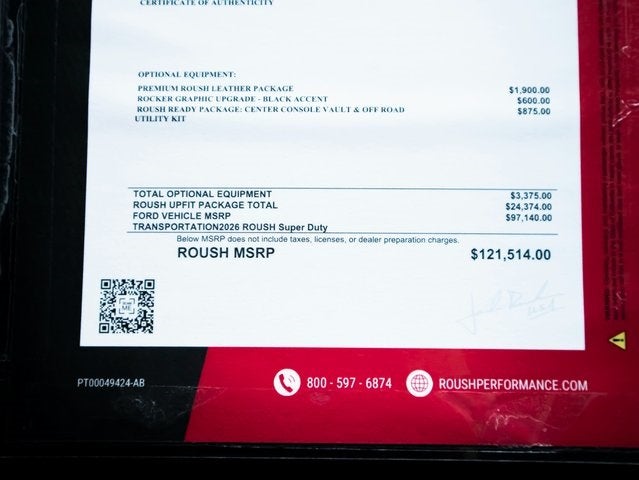 CERTIFICATE OF AUTHENTICITY
OPTIONAL EQUIPMENT:
PREMIUM ROUSH LEATHER PACKAGE $1,900.00
ROCKER GRAPHIC UPGRADE - BLACK ACCENT $600.00
ROUSH READY PACKAGE: CENTER CONSOLE VAULT & OFF ROAD $875.00
UTILITY KIT
TOTAL OPTIONAL EQUIPMENT $3,375.00
ROUSH UPFIT PACKAGE TOTAL $24,374.00
FORD VEHICLE MSRP $97,140.00
TRANSPORTATION2026 ROUSH Super Duty
Below MSRP does not include taxes, licenses, or dealer preparation charges.
ROUSH MSRP $121,514.00
PT00049424-AB
800 - 597 - 6874
ROUSHPERFORMANCE.COM